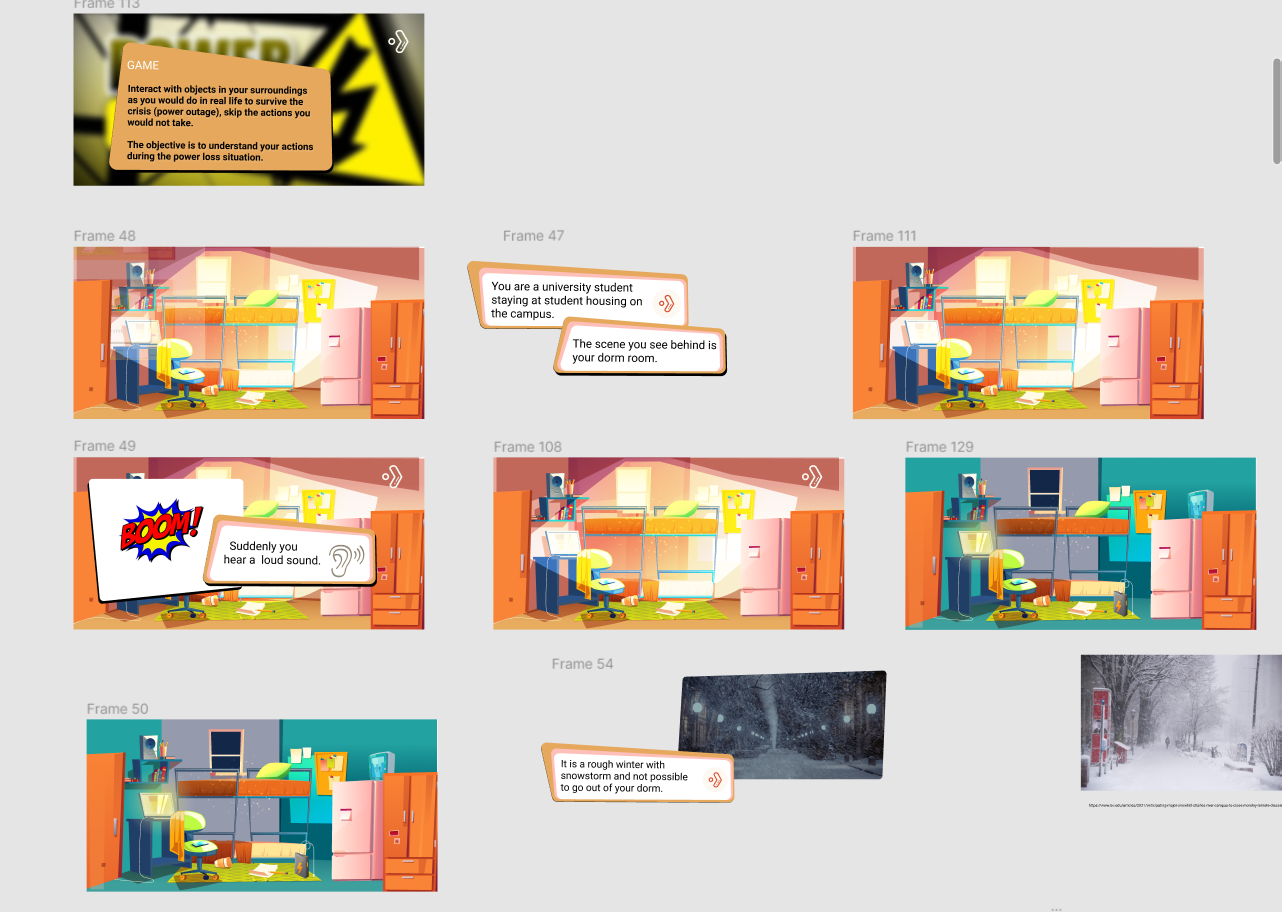 Frame 113
POWER
GAME
Interact with objects in your surroundings
as you would do in real life to survive the
crisis (power outage), skip the actions you
would not take.
The objective is to understand your actions
during the power loss situation.
Frame 48
Frame 47
Frame 111
You are a university student
staying at student housing on
the campus.
The scene you see behind is
your dorm room.
Frame 49
Frame 108
Frame 129
BOOM!
Suddenly you
hear a loud sound.
Frame 54
Frame 50
It is a rough winter with
snowstorm and not possible
to go out of your dorm.